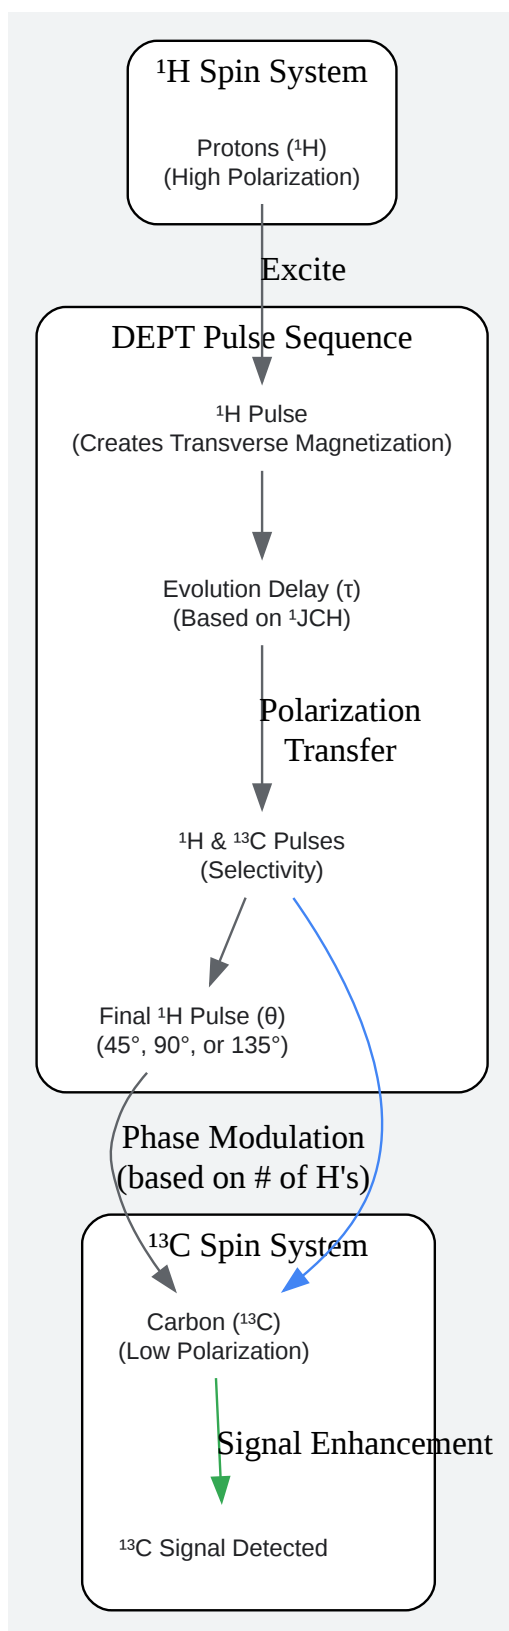 ¹H Spin System
Protons (¹H)
(High Polarization)
Excite
DEPT Pulse Sequence
¹H Pulse
(Creates Transverse Magnetization)
Evolution Delay (τ)
(Based on ¹JCH)
Polarization
Transfer
¹H & ¹³C Pulses
(Selectivity)
Final ¹H Pulse (θ)
(45°, 90°, or 135°)
Phase Modulation
(based on # of H's)
¹³C Spin System
Carbon (¹³C)
(Low Polarization)
Signal Enhancement
¹³C Signal Detected